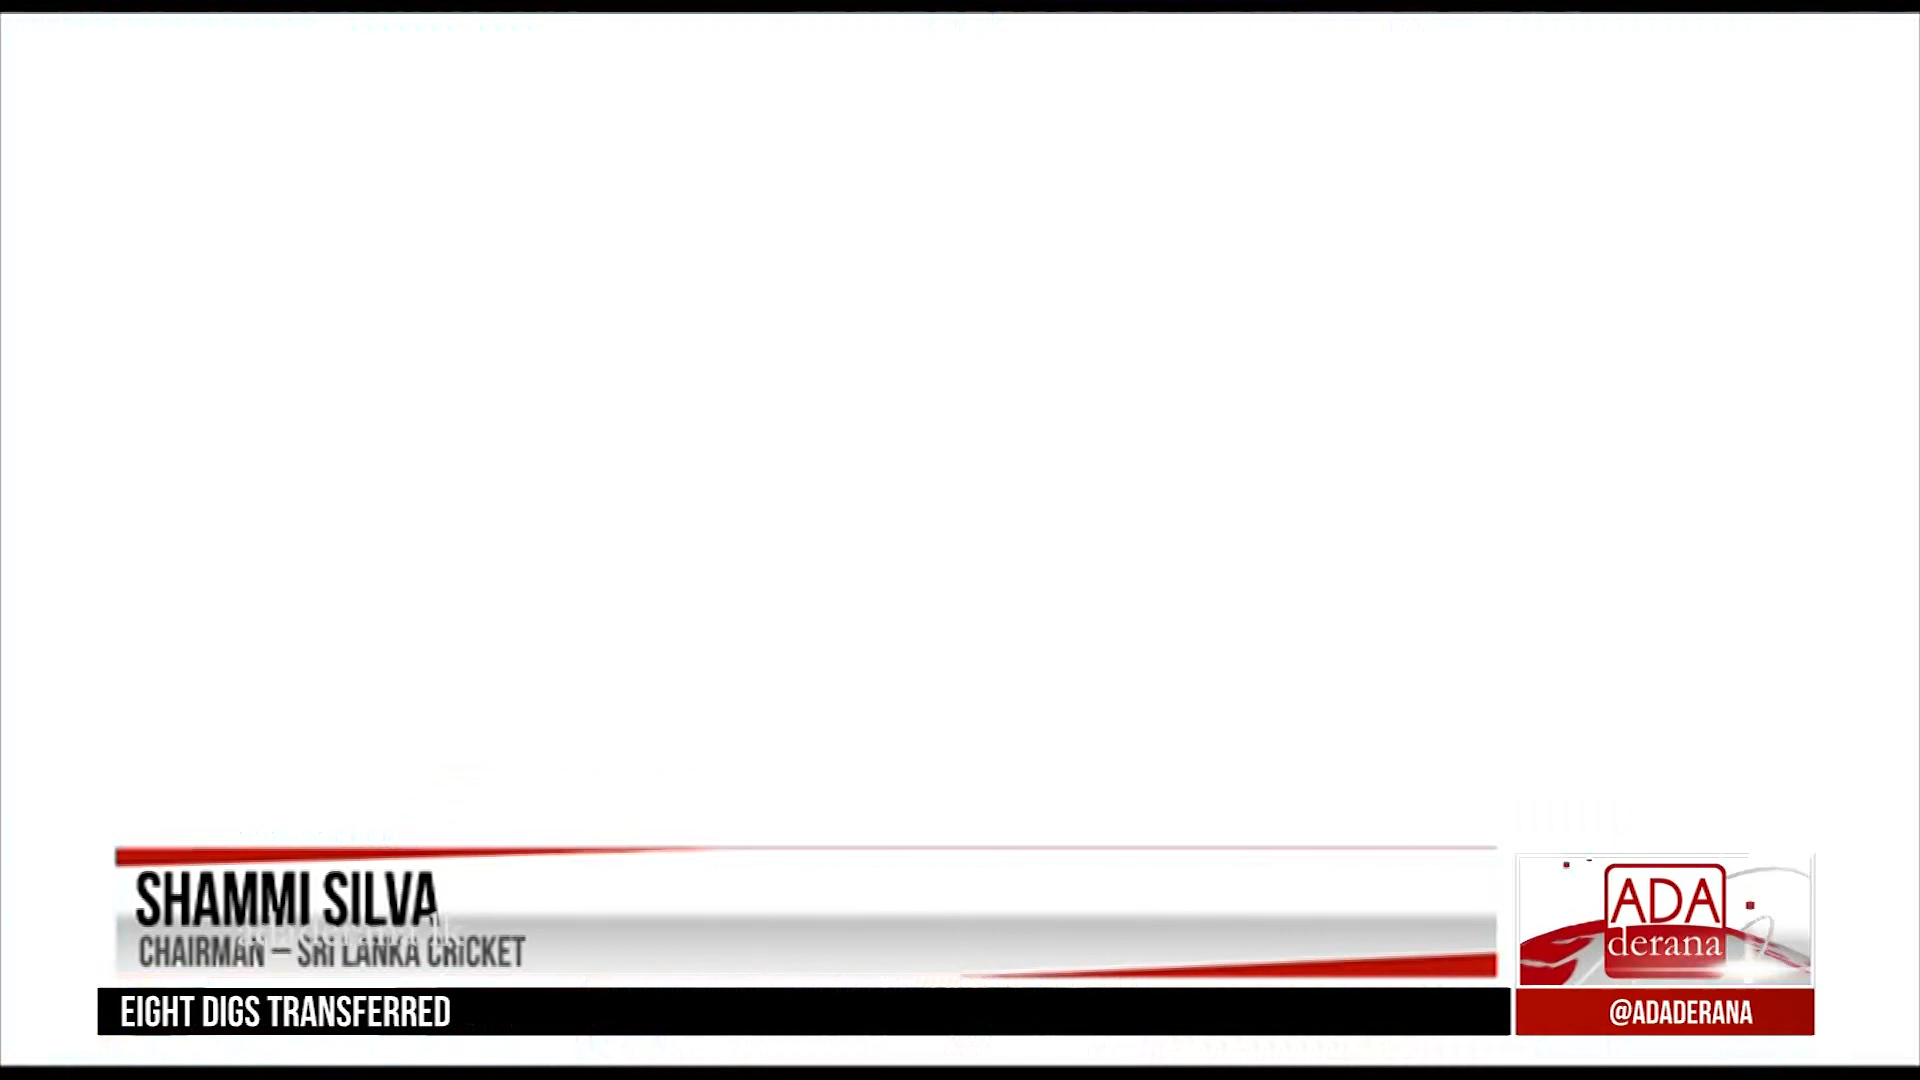 SHAMMI SILVA
CHAIRMAN – SRI LANKA CRICKET
EIGHT DIGS TRANSFERRED
ADA
derana
@ADADERANA